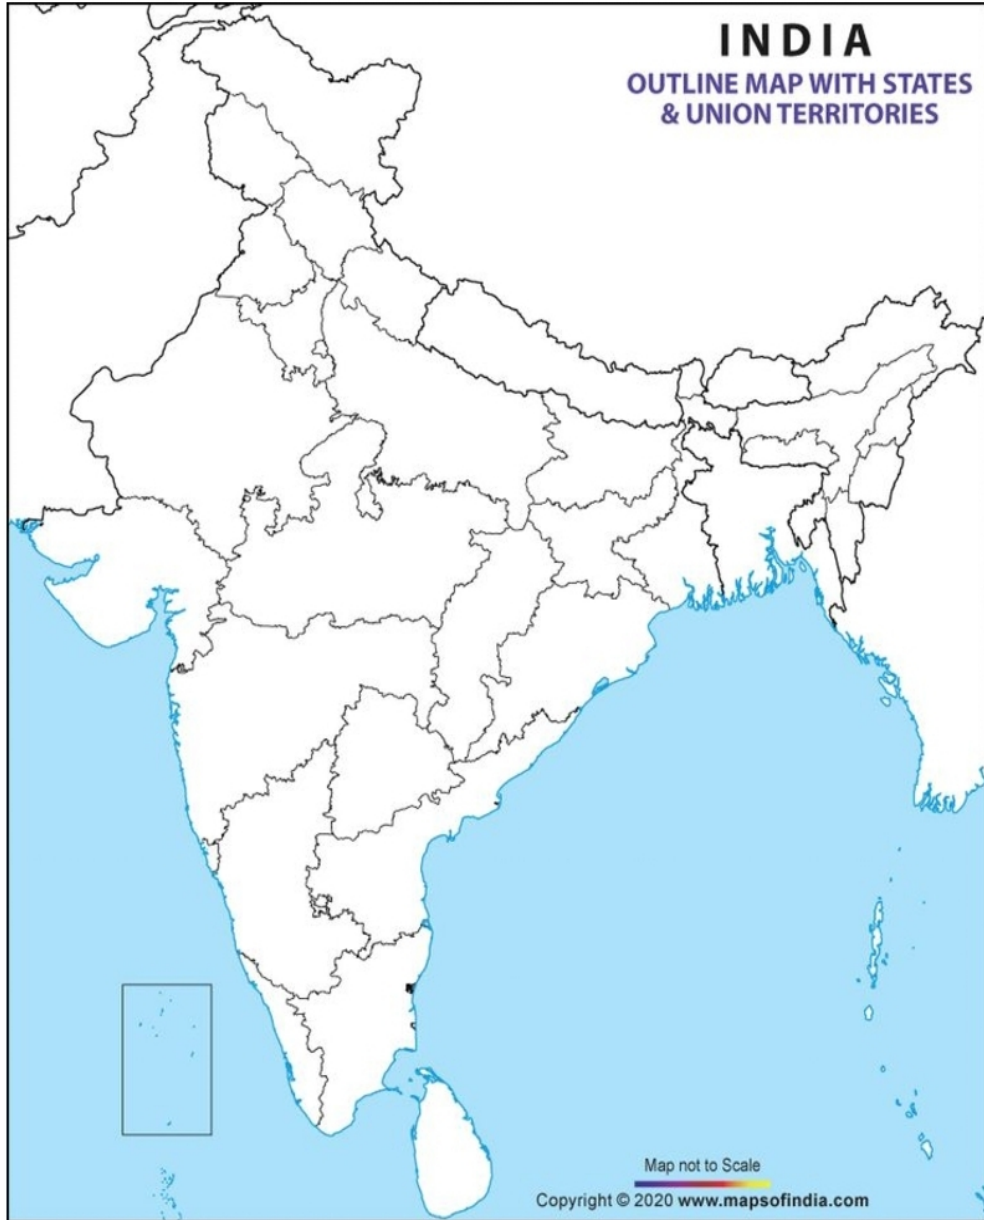 INDIA
OUTLINE MAP WITH STATES
& UNION TERRITORIES
Map not to Scale
Copyright © 2020 www.mapsofindia.com